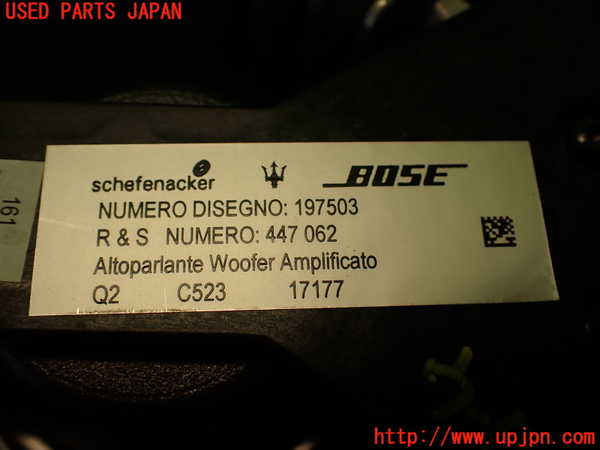 USED PARTS JAPAN
161
schefenacker BOSE
NUMERO DISEGNO: 197503
R & S NUMERO: 447 062
Altoparlante Woofer Amplificato
Q2 C523 17177
http://www.upjpn.com/